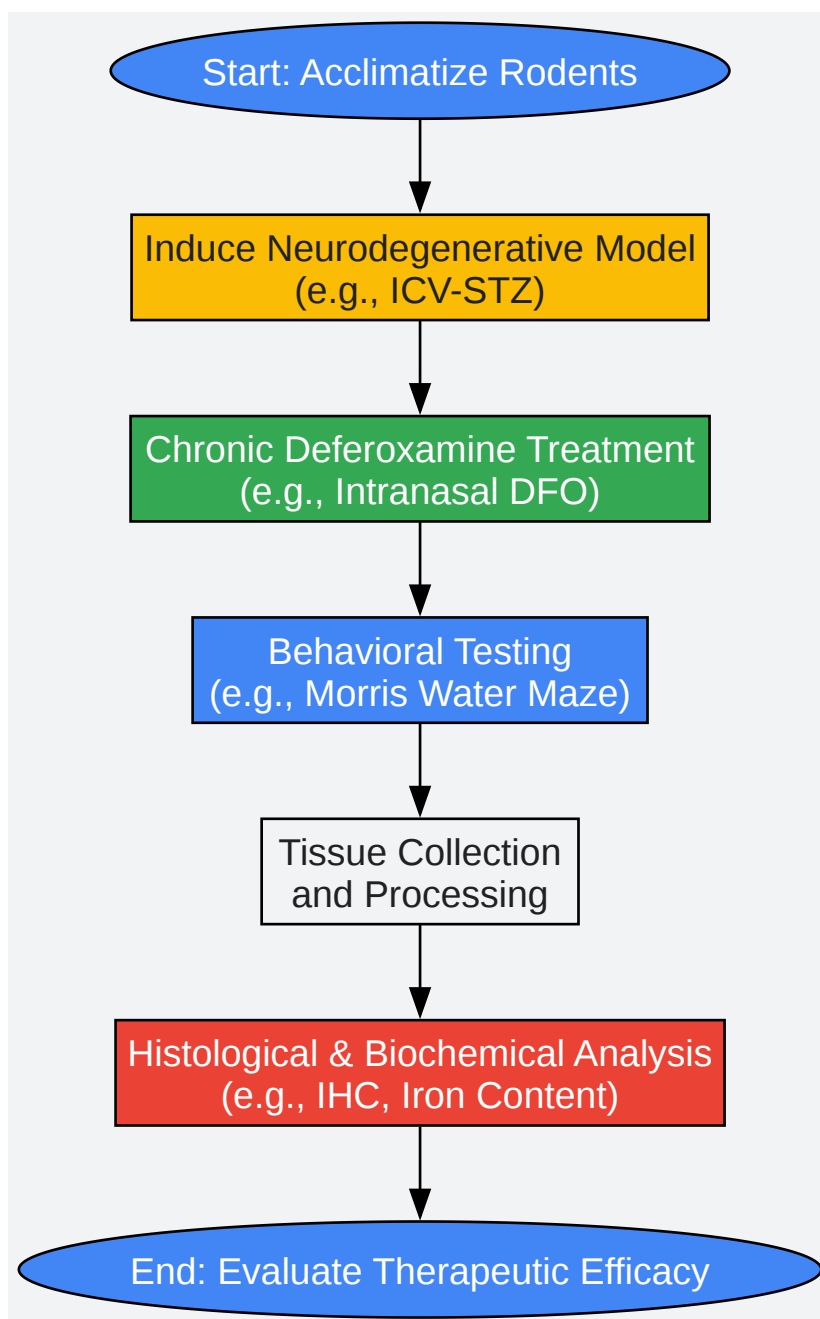 Start: Acclimatize Rodents
Induce Neurodegenerative Model
(e.g., ICV-STZ)
Chronic Deferoxamine Treatment
(e.g., Intranasal DFO)
Behavioral Testing
(e.g., Morris Water Maze)
Tissue Collection
and Processing
Histological & Biochemical Analysis
(e.g., IHC, Iron Content)
End: Evaluate Therapeutic Efficacy